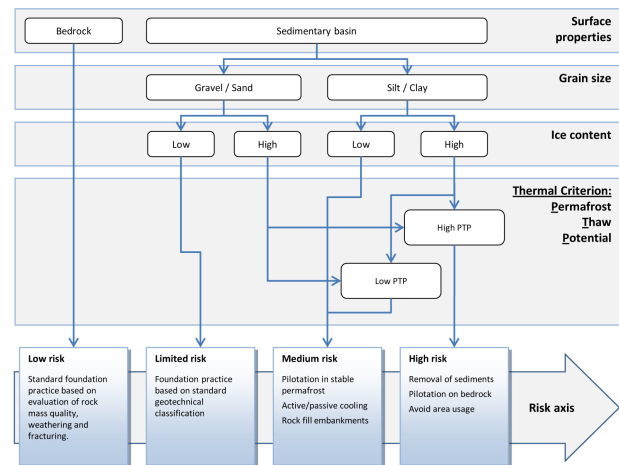 Surface
properties
Bedrock
Sedimentary basin
Grain size
Gravel / Sand
Silt / Clay
Ice content
Low
High
Low
High
Thermal Criterion:
Permafrost
Thaw
Potential
High PTP
Low PTP
Low risk
Standard foundation
practice based on
evaluation of rock
mass quality,
weathering and
fracturing.
Limited risk
Foundation practice
based on standard
geotechnical
classification
Medium risk
Pilotation in stable
permafrost
Active/passive cooling
Rock fill embankments
High risk
Removal of sediments
Pilotation on bedrock
Avoid area usage
Risk axis